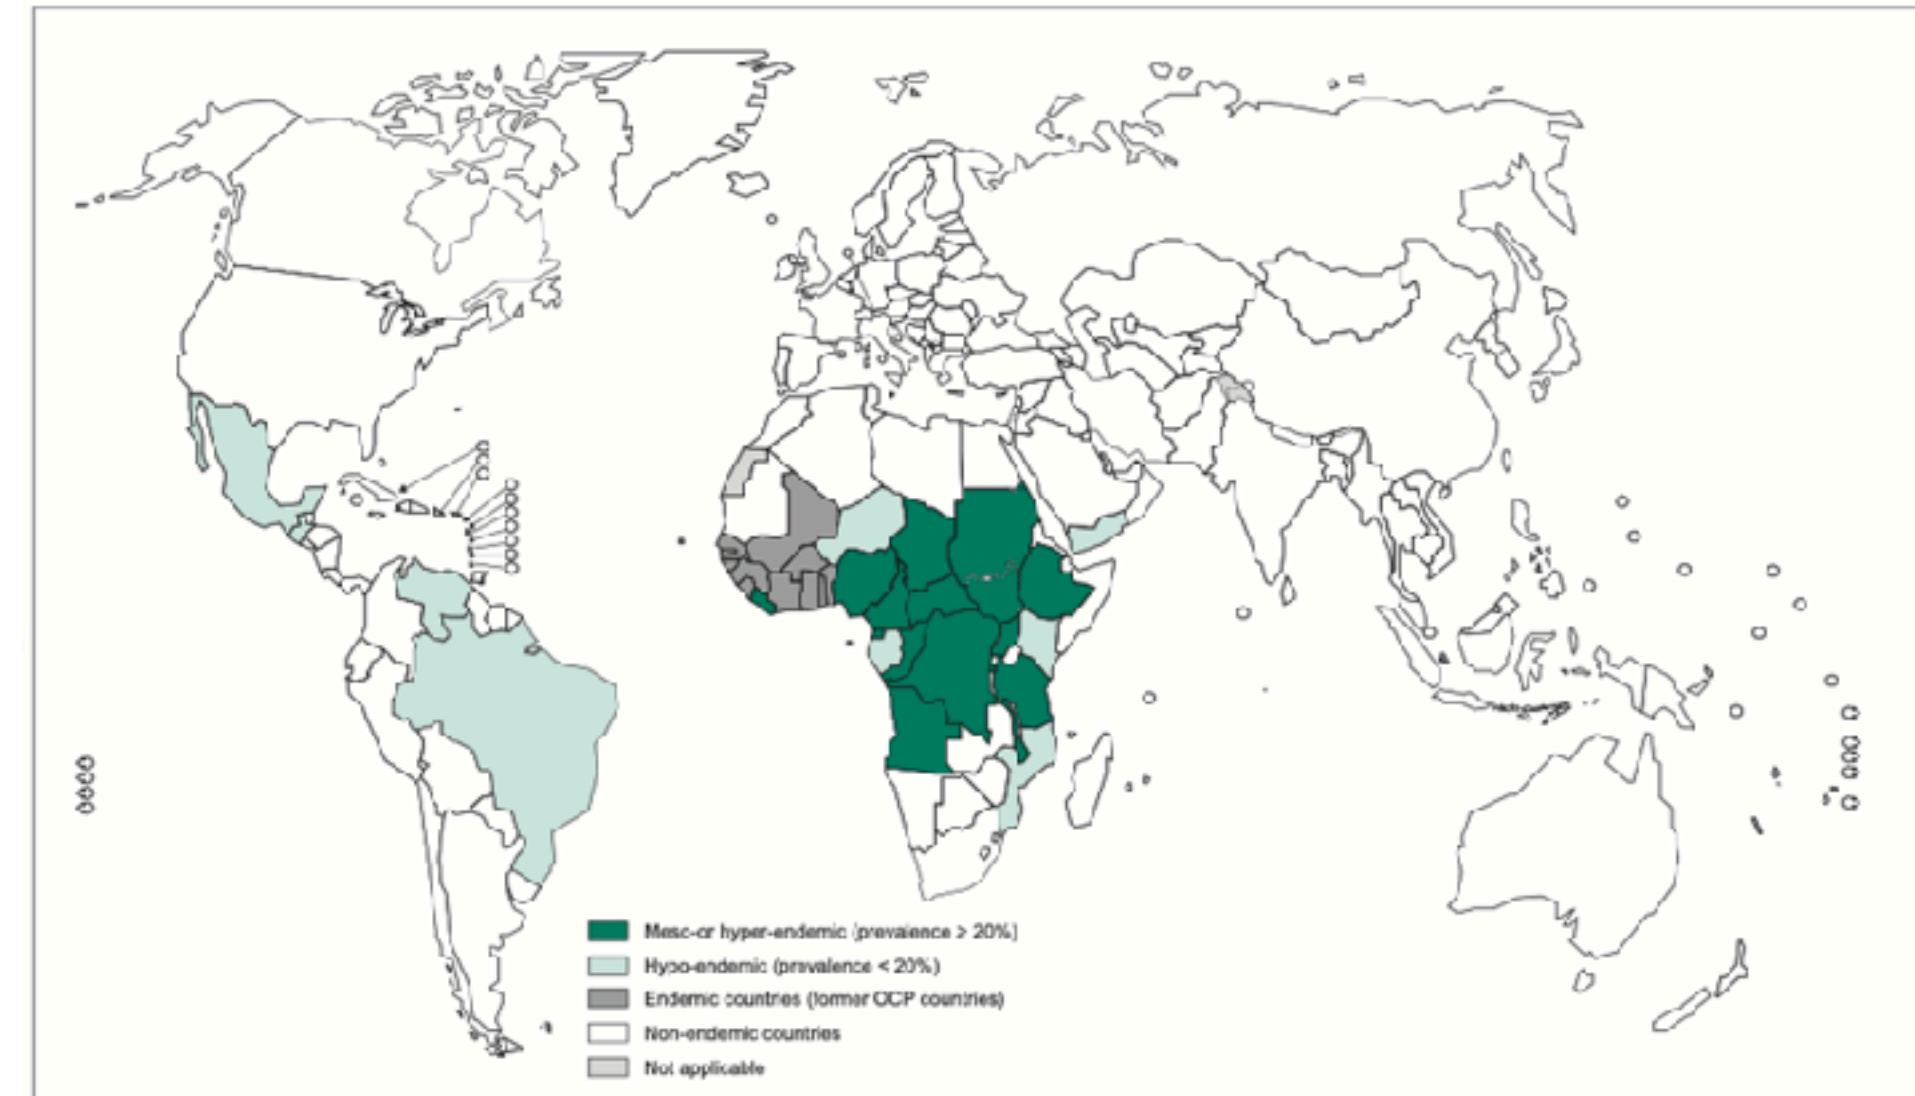 Meso-or hyper-endemic (prevalence > 20%)
Hypo-endemic (prevalence < 20%)
Endemic countries (former OCP countries)
Non-endemic countries
Not applicable